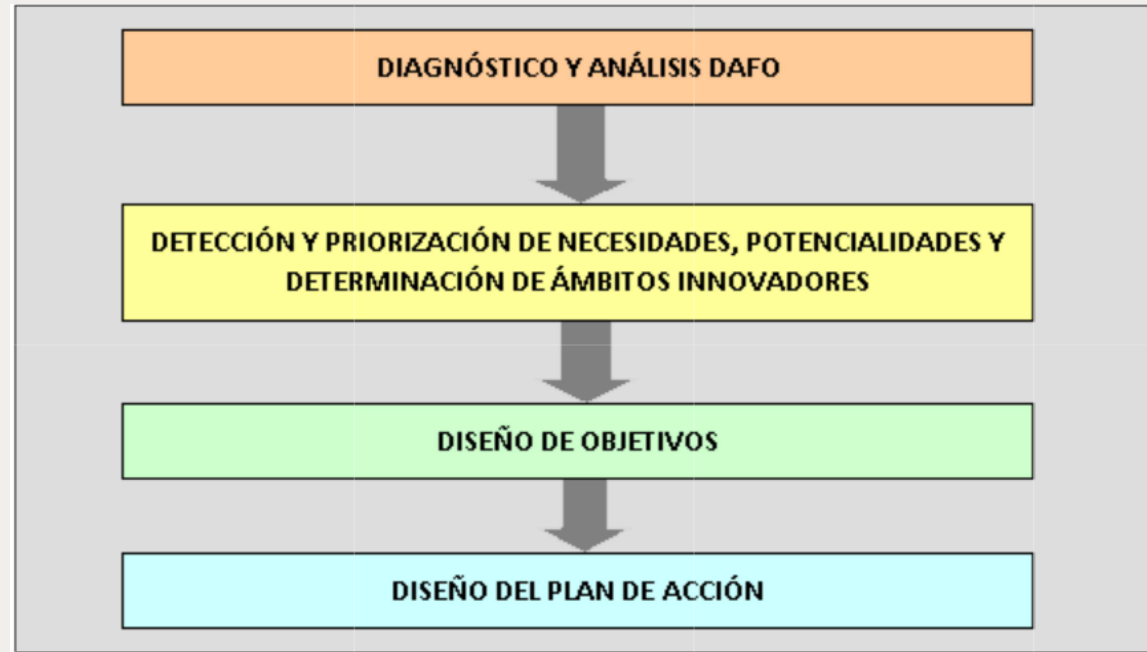 DIAGNÓSTICO Y ANÁLISIS DAFO
DETECCIÓN Y PRIORIZACIÓN DE NECESIDADES, POTENCIALIDADES Y
DETERMINACIÓN DE ÁMBITOS INNOVADORES
DISEÑO DE OBJETIVOS
DISEÑO DEL PLAN DE ACCIÓN